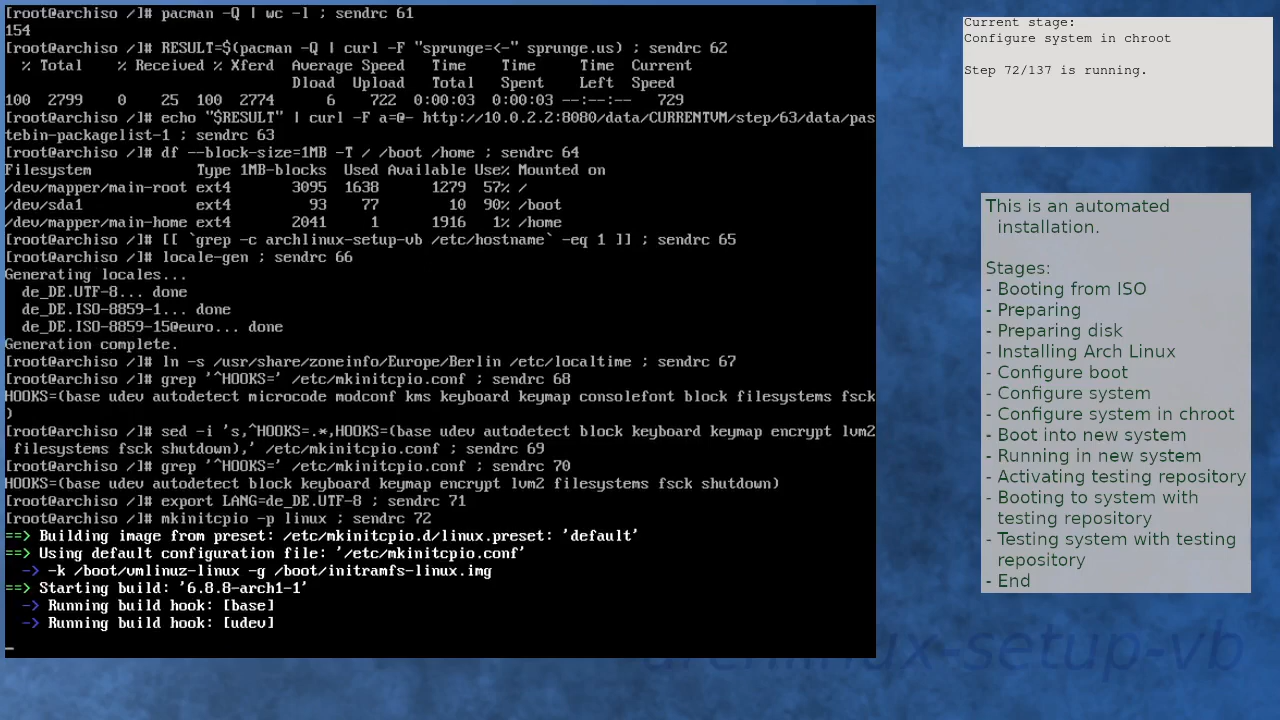 [root@archiso /]# pacman -Q | wc -l ; sendrc 61
154
[root@archiso /]# RESULT=$(pacman -Q | curl -F "sprunge=<-" sprunge.us) ; sendrc 62
  % Total    % Received % Xferd  Average Speed   Time    Time     Time  Current
                                 Dload  Upload   Total   Spent    Left  Speed
100  2799    0    25  100  2774      6    722  0:00:03  0:00:03 --:--:--   729
[root@archiso /]# echo "$RESULT" | curl -F a=@- http://10.0.2.2:8080/data/CURRENTVM/step/63/data/pas
tebin-packagelist-1 ; sendrc 63
[root@archiso /]# df --block-size=1MB -T / /boot /home ; sendrc 64
Filesystem            Type 1MB-blocks  Used Available Use% Mounted on
/dev/mapper/main-root ext4       3095  1638      1279  57% /
/dev/sda1             ext4         93    77        10  90% /boot
/dev/mapper/main-home ext4       2041     1      1916   1% /home
[root@archiso /]# [[ `grep -c archlinux-setup-vb /etc/hostname` -eq 1 ]] ; sendrc 65
[root@archiso /]# locale-gen ; sendrc 66
Generating locales...
  de_DE.UTF-8... done
  de_DE.ISO-8859-1... done
  de_DE.ISO-8859-15@euro... done
Generation complete.
[root@archiso /]# ln -s /usr/share/zoneinfo/Europe/Berlin /etc/localtime ; sendrc 67
[root@archiso /]# grep '^HOOKS=' /etc/mkinitcpio.conf ; sendrc 68
HOOKS=(base udev autodetect microcode modconf kms keyboard keymap consolefont block filesystems fsck
)
[root@archiso /]# sed -i 's,^HOOKS=.*,HOOKS=(base udev autodetect block keyboard keymap encrypt lvm2
 filesystems fsck shutdown),' /etc/mkinitcpio.conf ; sendrc 69
[root@archiso /]# grep '^HOOKS=' /etc/mkinitcpio.conf ; sendrc 70
HOOKS=(base udev autodetect block keyboard keymap encrypt lvm2 filesystems fsck shutdown)
[root@archiso /]# export LANG=de_DE.UTF-8 ; sendrc 71
[root@archiso /]# mkinitcpio -p linux ; sendrc 72
==> Building image from preset: /etc/mkinitcpio.d/linux.preset: 'default'
==> Using default configuration file: '/etc/mkinitcpio.conf'
  -> -k /boot/vmlinuz-linux -g /boot/initramfs-linux.img
==> Starting build: '6.8.8-arch1-1'
  -> Running build hook: [base]
  -> Running build hook: [udev]
Current stage:
Configure system in chroot
Step 72/137 is running.
This is an automated
installation.
Stages:
- Booting from ISO
- Preparing
- Preparing disk
- Installing Arch Linux
- Configure boot
- Configure system
- Configure system in chroot
- Boot into new system
- Running in new system
- Activating testing repository
- Booting to system with
testing repository
- Testing system with testing
repository
- End
archlinux-setup-vb